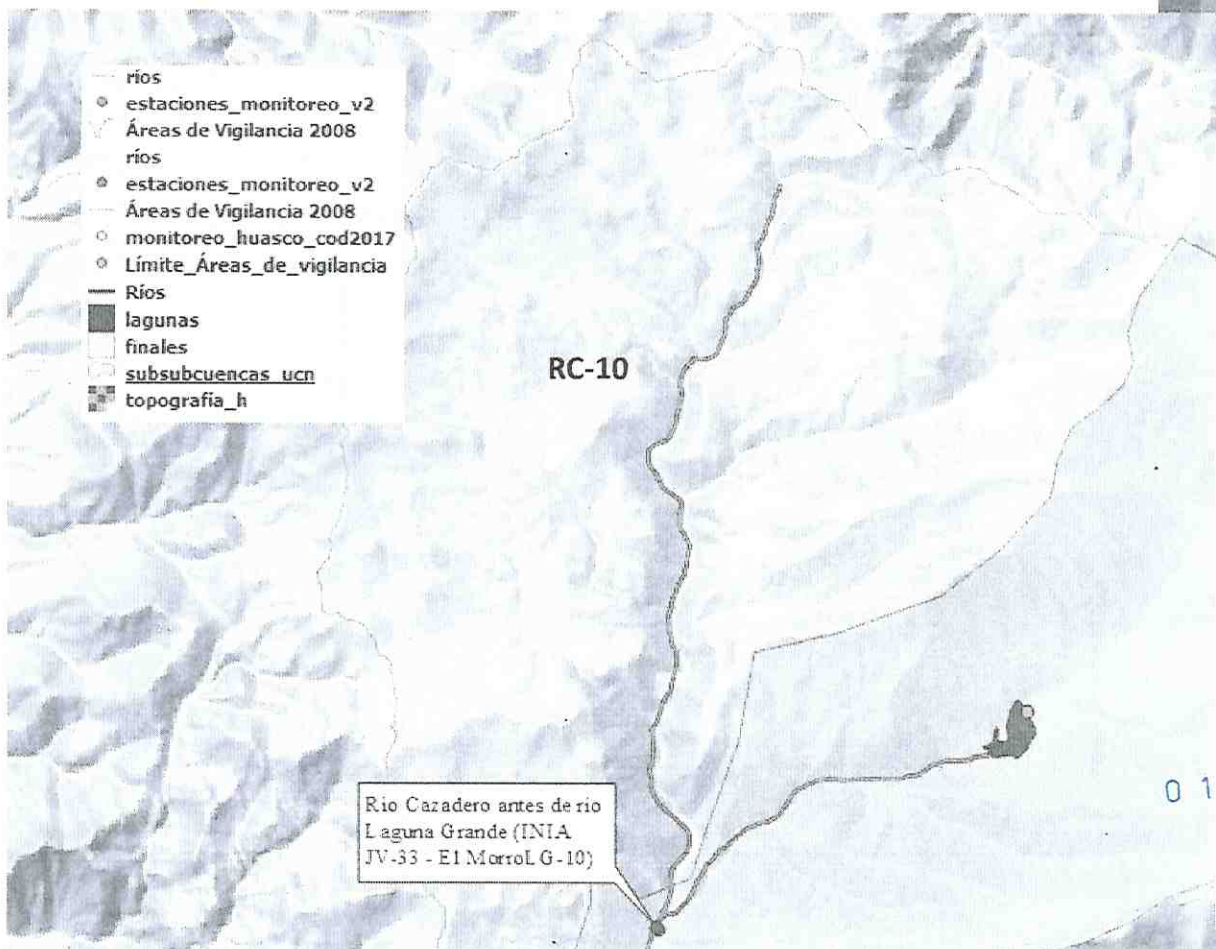 ríos
estaciones_monitoreo_v2
Áreas de Vigilancia 2008
ríos
estaciones_monitoreo_v2
Áreas de Vigilancia 2008
monitoreo_huasco_cod2017
Límite_Áreas_de_vigilancia
Ríos
lagunas
finales
subsubcuencas_ucn
topografía_h
RC-10
Rio Cazadero antes de rio
Laguna Grande (INIA
JV-33 - El MorroLG-10)
0 1